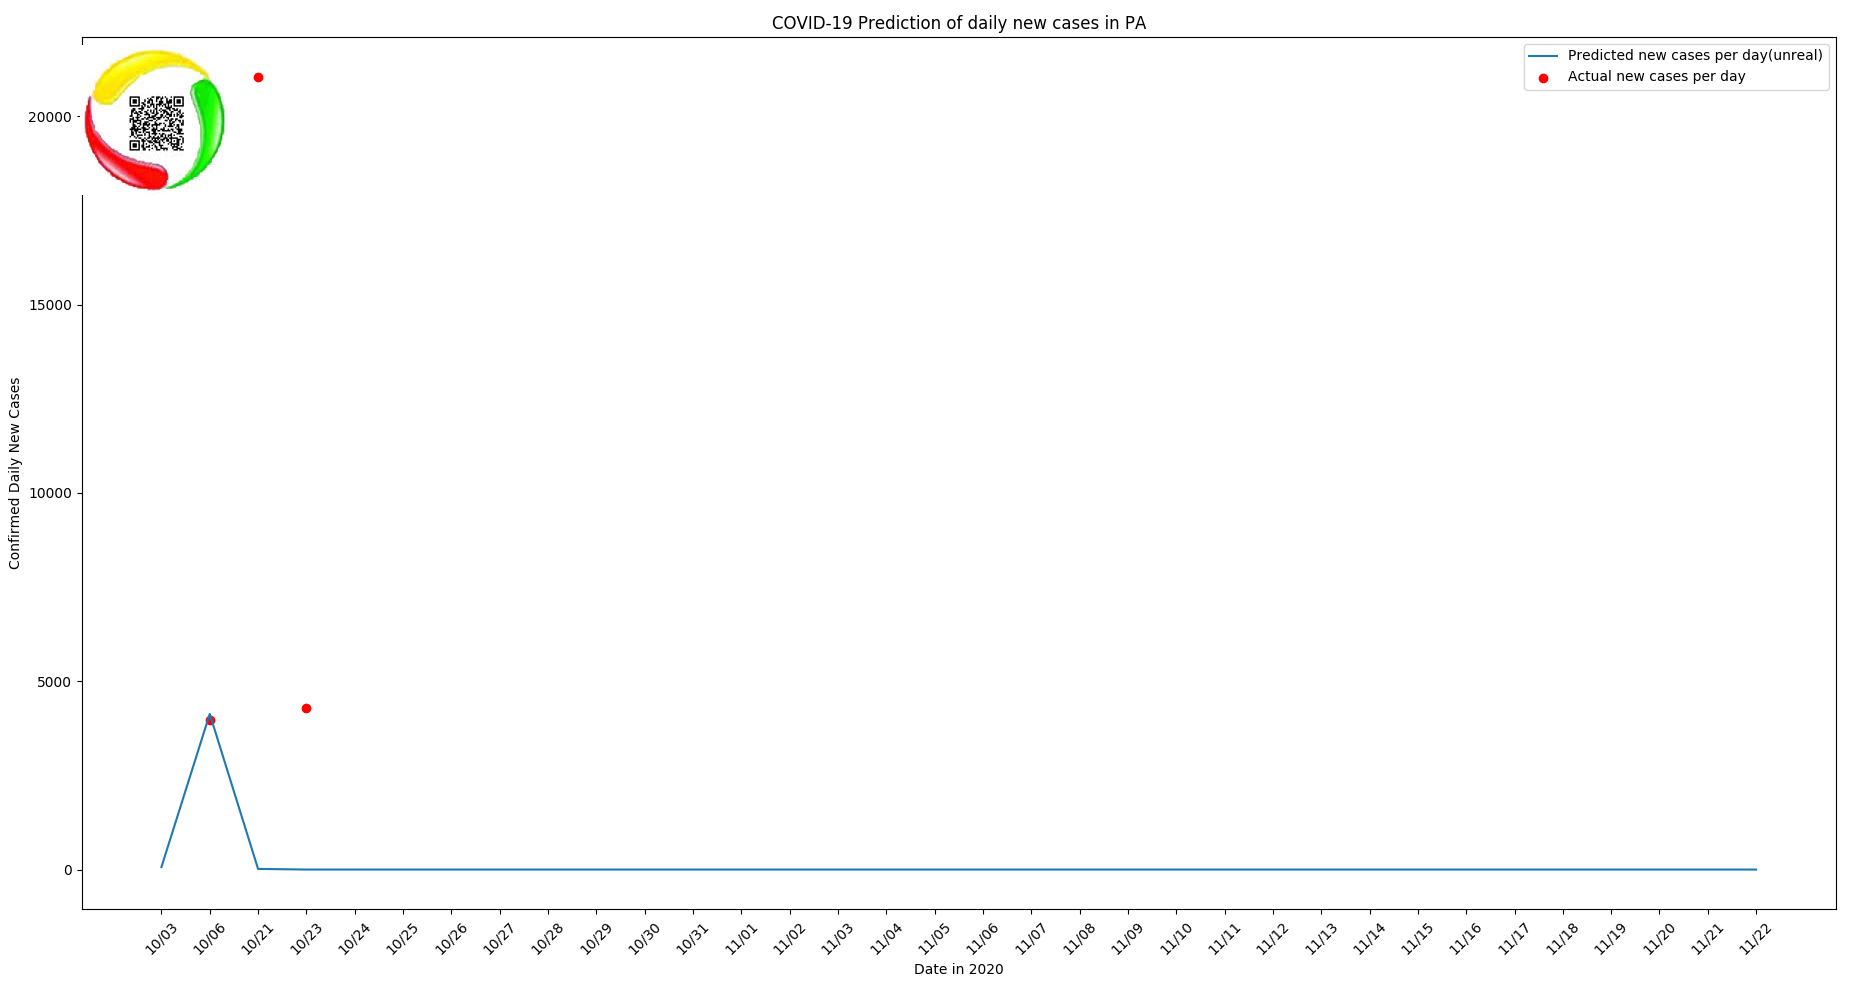 COVID-19 Prediction of daily new cases in PA
Predicted new cases per day(unreal)
Actual new cases per day
20000
15000
10000
5000
0
Confirmed Daily New Cases
10/03 10/06 10/21 10/23 10/24 10/25 10/26 10/27 10/28 10/29 10/30 10/31 11/01 11/02 11/03 11/04 11/05 11/06 11/07 11/08 11/09 11/10 11/11 11/12 11/13 11/14 11/15 11/16 11/17 11/18 11/19 11/20 11/21 11/22
Date in 2020